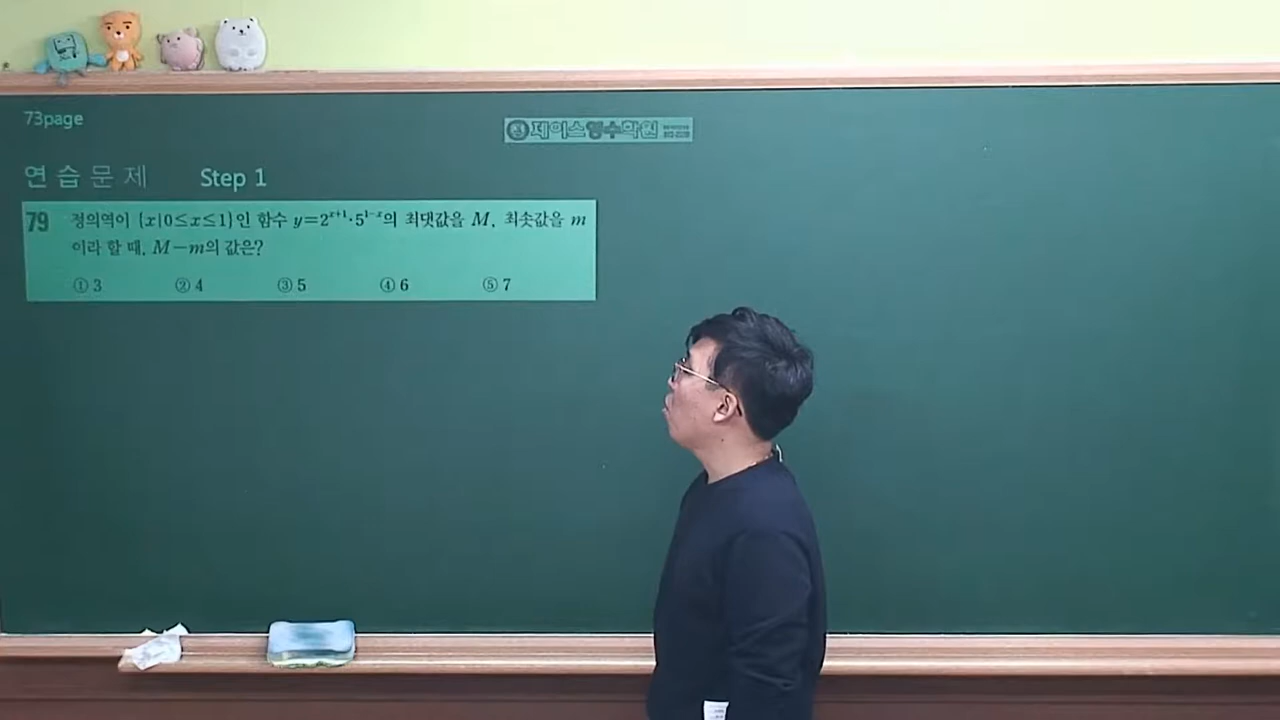 73page
제이스영수학원
연습문제 Step 1
79 정의역이 {x|0≤x≤1}인 함수 y=2^{x+1}·5^{1-x}의 최댓값을 M, 최솟값을 m
이라 할 때, M-m의 값은?
① 3 ② 4 ③ 5 ④ 6 ⑤ 7